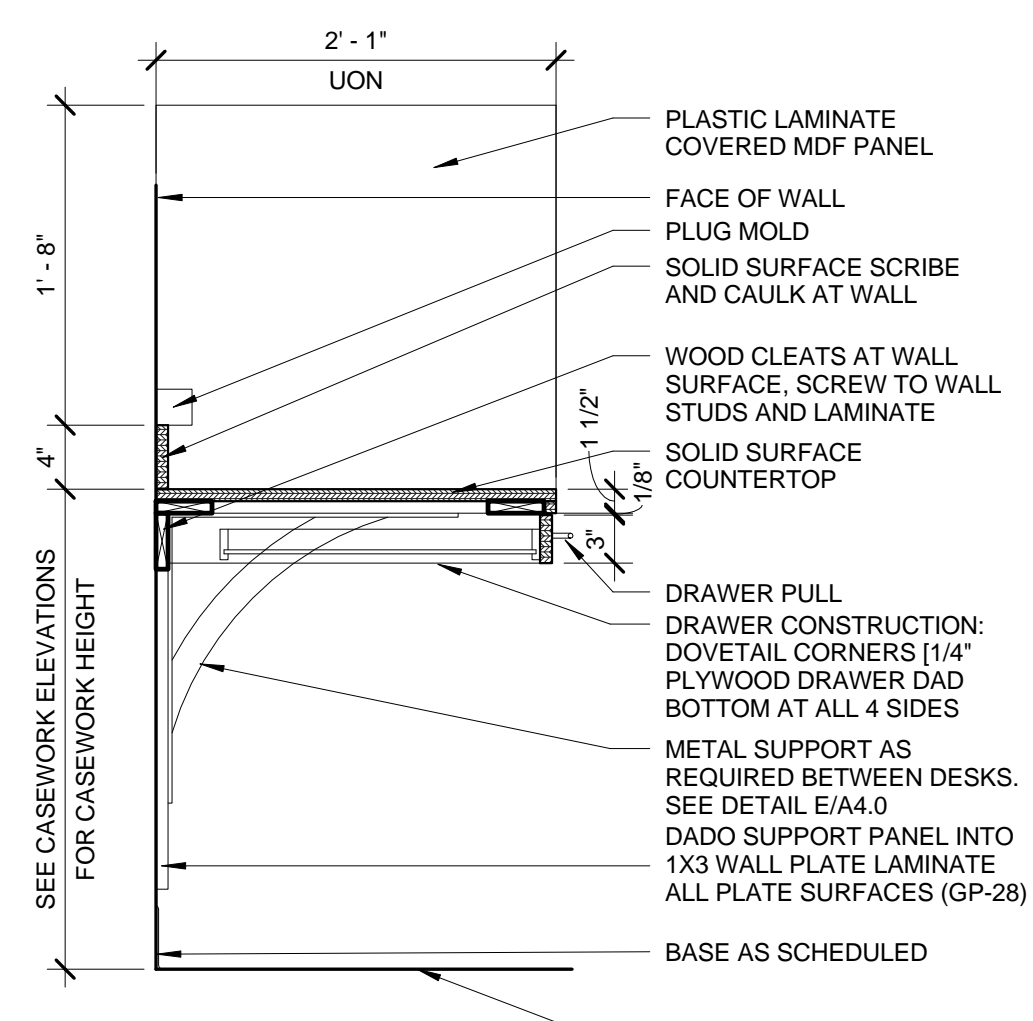 2' - 1"
UON
PLASTIC LAMINATE
COVERED MDF PANEL
FACE OF WALL
PLUG MOLD
SOLID SURFACE SCRIBE
AND CAULK AT WALL
WOOD CLEATS AT WALL
SURFACE, SCREW TO WALL
STUDS AND LAMINATE
SOLID SURFACE
COUNTERTOP
1' - 8"
4"
1 1/2"
1/8"
3"
DRAWER PULL
DRAWER CONSTRUCTION:
DOVETAIL CORNERS [1/4"
PLYWOOD DRAWER DAD
BOTTOM AT ALL 4 SIDES
METAL SUPPORT AS
REQUIRED BETWEEN DESKS.
SEE DETAIL E/A4.0
DADO SUPPORT PANEL INTO
1X3 WALL PLATE LAMINATE
ALL PLATE SURFACES (GP-28)
BASE AS SCHEDULED
SEE CASEWORK ELEVATIONS
FOR CASEWORK HEIGHT